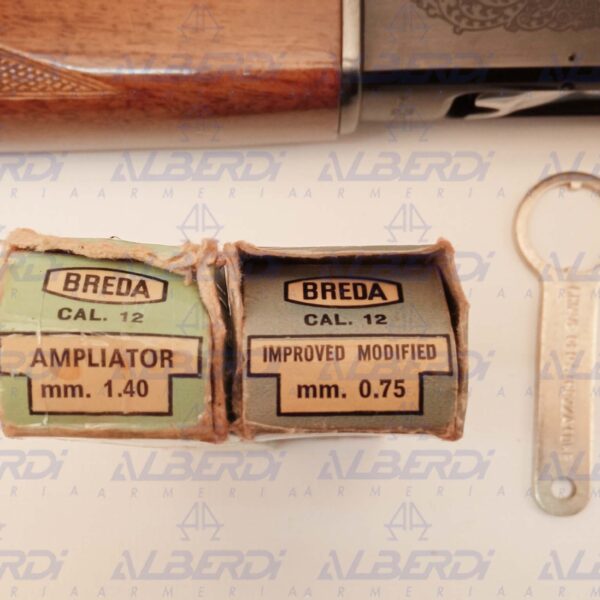 ALBERDI
ARMERIA
BREDA
CAL. 12
AMPLIATOR
mm. 1.40
BREDA
CAL. 12
IMPROVED MODIFIED
mm. 0.75